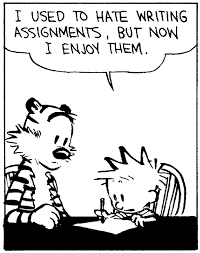 I USED TO HATE WRITING
ASSIGNMENTS, BUT NOW
I ENJOY THEM.